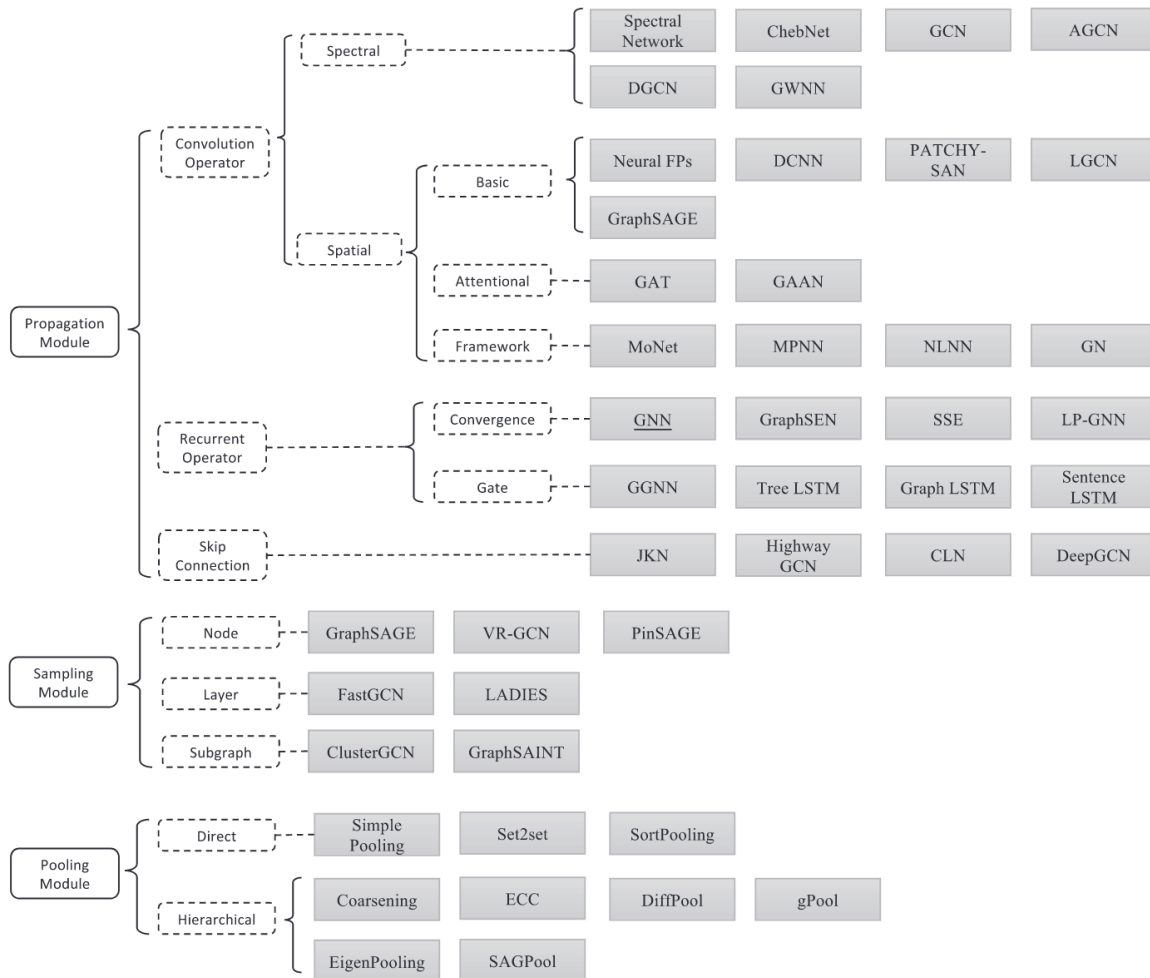 Spectral
Network
ChebNet
GCN
AGCN
Spectral
DGCN
GWNN
Convolution
Operator
Neural FPs
DCNN
PATCHY-
SAN
LGCN
Basic
GraphSAGE
Spatial
Attentional
GAT
GAAN
Propagation
Module
Framework
MoNet
MPNN
NLNN
GN
Convergence
GNN
GraphSEN
SSE
LP-GNN
Recurrent
Operator
Gate
GGNN
Tree LSTM
Graph LSTM
Sentence
LSTM
Skip
Connection
JKN
Highway
GCN
CLN
DeepGCN
Node
GraphSAGE
VR-GCN
PinSAGE
Sampling
Module
Layer
FastGCN
LADIES
Subgraph
ClusterGCN
GraphSAINT
Direct
Simple
Pooling
Set2set
SortPooling
Pooling
Module
Hierarchical
Coarsening
ECC
DiffPool
gPool
EigenPooling
SAGPool